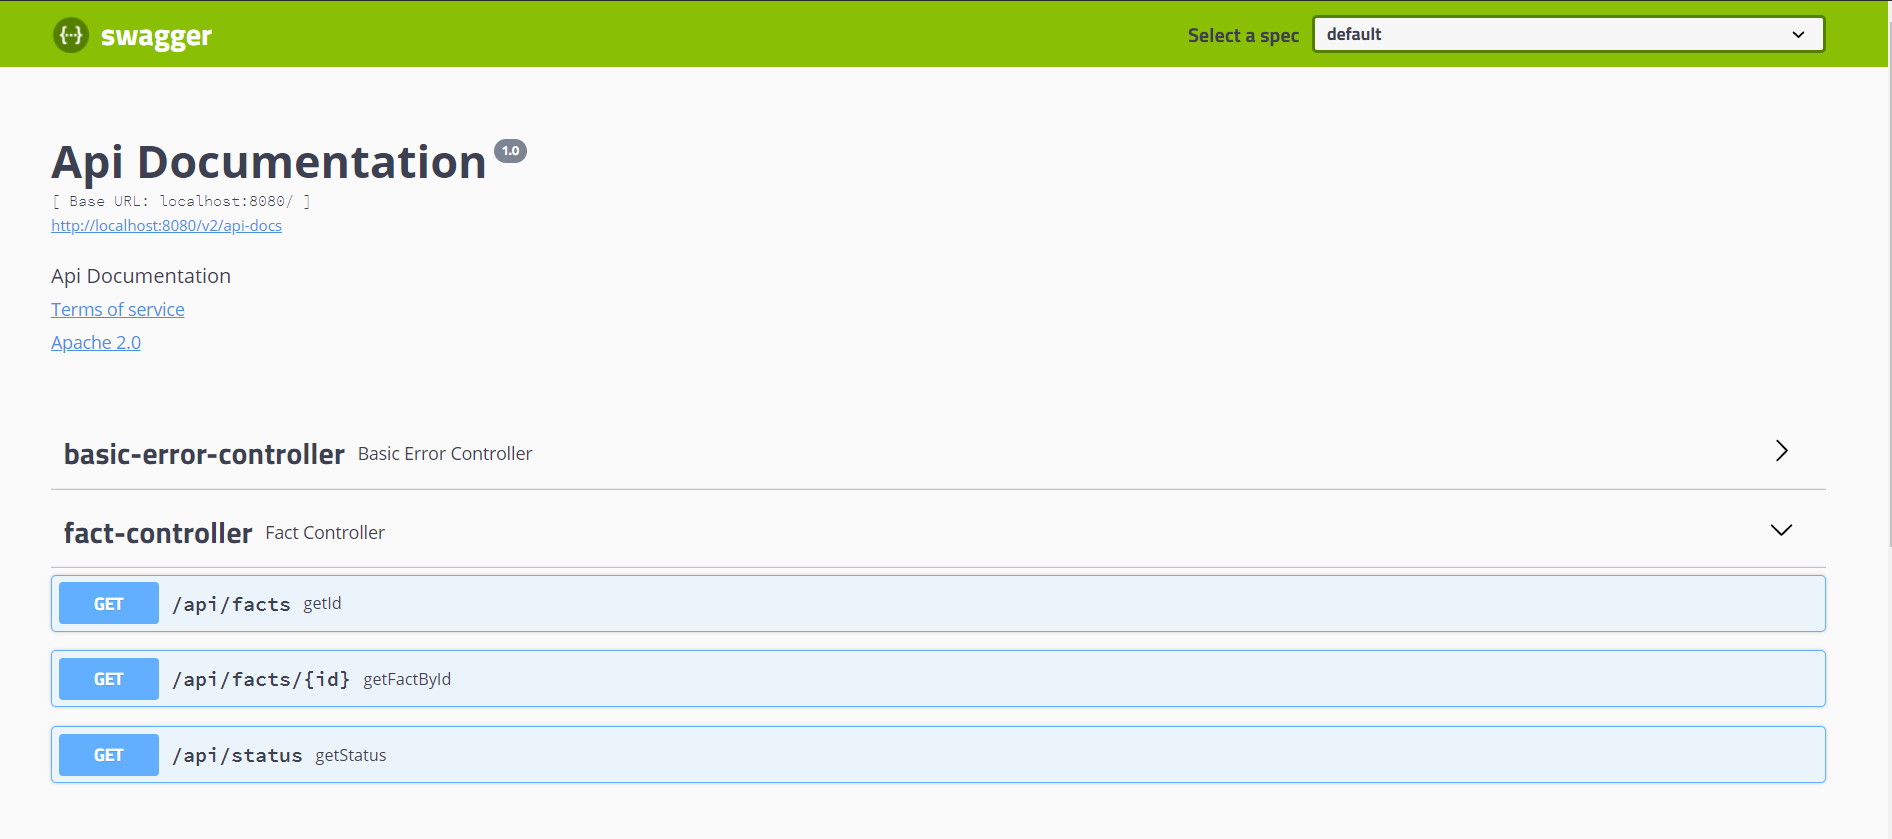 {···} swagger
Select a spec default
Api Documentation 1.0
[ Base URL: localhost:8080/ ]
http://localhost:8080/v2/api-docs
Api Documentation
Terms of service
Apache 2.0
basic-error-controller Basic Error Controller
fact-controller Fact Controller
GET /api/facts getId
GET /api/facts/{id} getFactById
GET /api/status getStatus